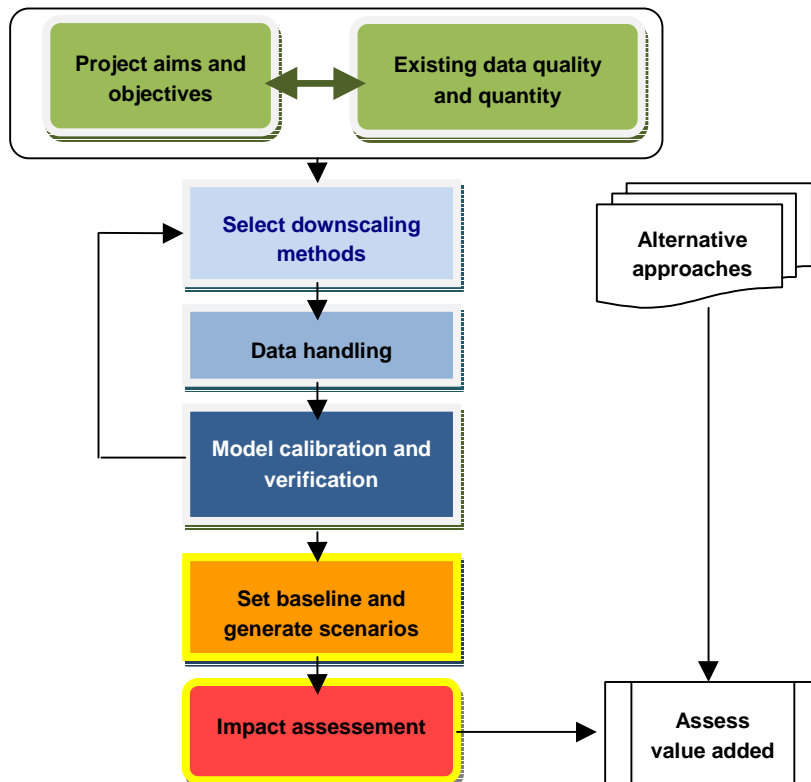 Project aims and
objectives
Existing data quality
and quantity
Select downscaling
methods
Alternative
approaches
Data handling
Model calibration and
verification
Set baseline and
generate scenarios
Impact assessement
Assess
value added